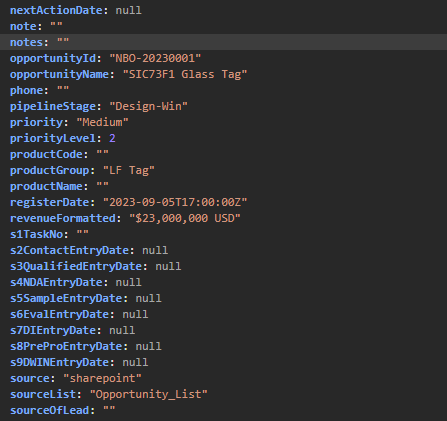 nextActionDate: null
note: ""
notes: ""
opportunityId: "NBO-20230001"
opportunityName: "SIC73F1 Glass Tag"
phone: ""
pipelineStage: "Design-Win"
priority: "Medium"
priorityLevel: 2
productCode: ""
productGroup: "LF Tag"
productName: ""
registerDate: "2023-09-05T17:00:00Z"
revenueFormatted: "$23,000,000 USD"
s1TaskNo: ""
s2ContactEntryDate: null
s3QualifiedEntryDate: null
s4NDAEntryDate: null
s5SampleEntryDate: null
s6EvalEntryDate: null
s7DIEntryDate: null
s8PreProEntryDate: null
s9DWINEntryDate: null
source: "sharepoint"
sourceList: "Opportunity_List"
sourceOfLead: ""